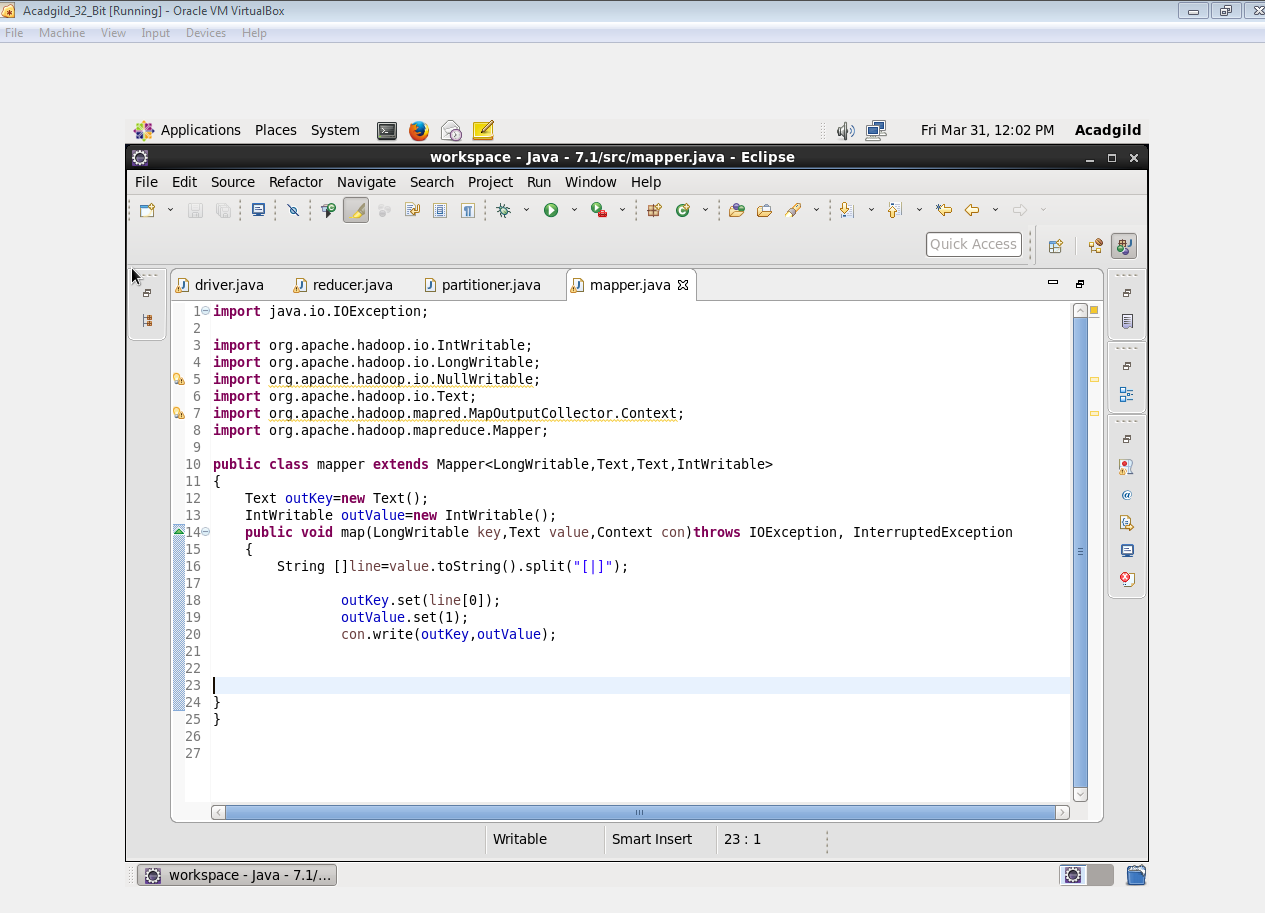 Acadgild_32_Bit [Running] - Oracle VM VirtualBox
File Machine View Input Devices Help
Applications Places System Fri Mar 31, 12:02 PM Acadgild
workspace - Java - 7.1/src/mapper.java - Eclipse
File Edit Source Refactor Navigate Search Project Run Window Help
Quick Access
driver.java reducer.java partitioner.java mapper.java
1 import java.io.IOException;
2
3 import org.apache.hadoop.io.IntWritable;
4 import org.apache.hadoop.io.LongWritable;
5 import org.apache.hadoop.io.NullWritable;
6 import org.apache.hadoop.io.Text;
7 import org.apache.hadoop.mapred.MapOutputCollector.Context;
8 import org.apache.hadoop.mapreduce.Mapper;
9
10 public class mapper extends Mapper<LongWritable,Text,Text,IntWritable>
11 {
12     Text outKey=new Text();
13     IntWritable outValue=new IntWritable();
14     public void map(LongWritable key,Text value,Context con)throws IOException, InterruptedException
15     {
16         String []line=value.toString().split("[|]");
17
18                 outKey.set(line[0]);
19                 outValue.set(1);
20                 con.write(outKey,outValue);
21
22
23
24 }
25 }
26
27
Writable Smart Insert 23 : 1
workspace - Java - 7.1/...